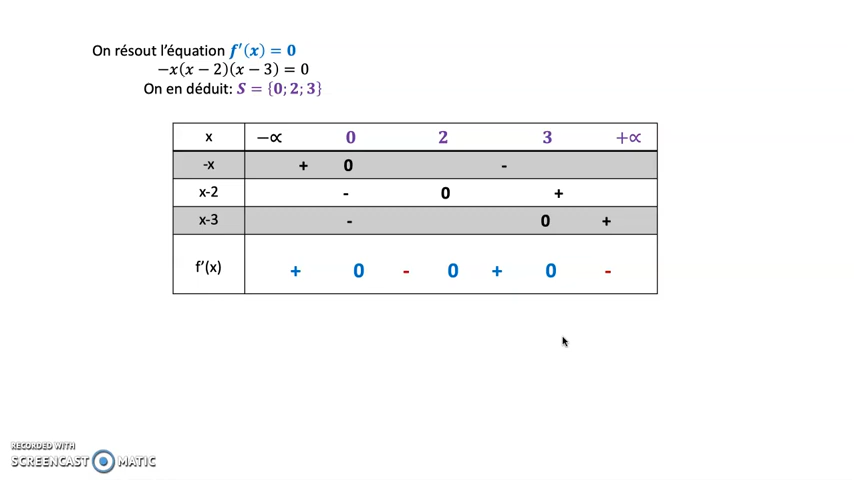 On résout l'équation f'(x) = 0
−x(x − 2)(x − 3) = 0
On en déduit: S = {0; 2; 3}
x −∝ 0 2 3 +∝
-x + 0 -
x-2 - 0 +
x-3 - 0 +
f'(x) + 0 - 0 + 0 -
RECORDED WITH
SCREENCAST MATIC